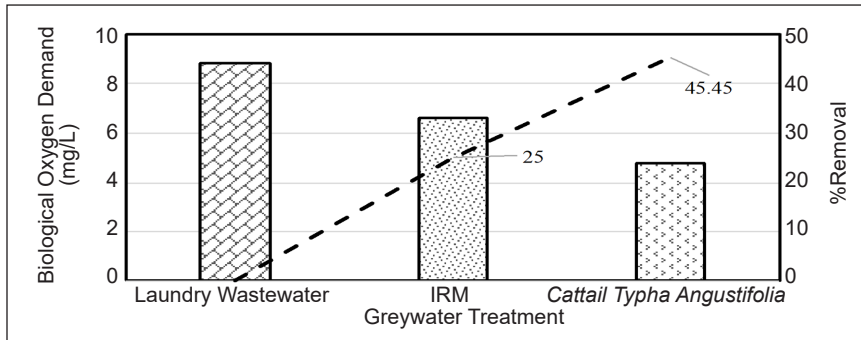 Biological Oxygen Demand
(mg/L)
10
8
6
4
2
0
45.45
25
50
40
30
20
10
0
%Removal
Laundry Wastewater
IRM
Cattail Typha Angustifolia
Greywater Treatment